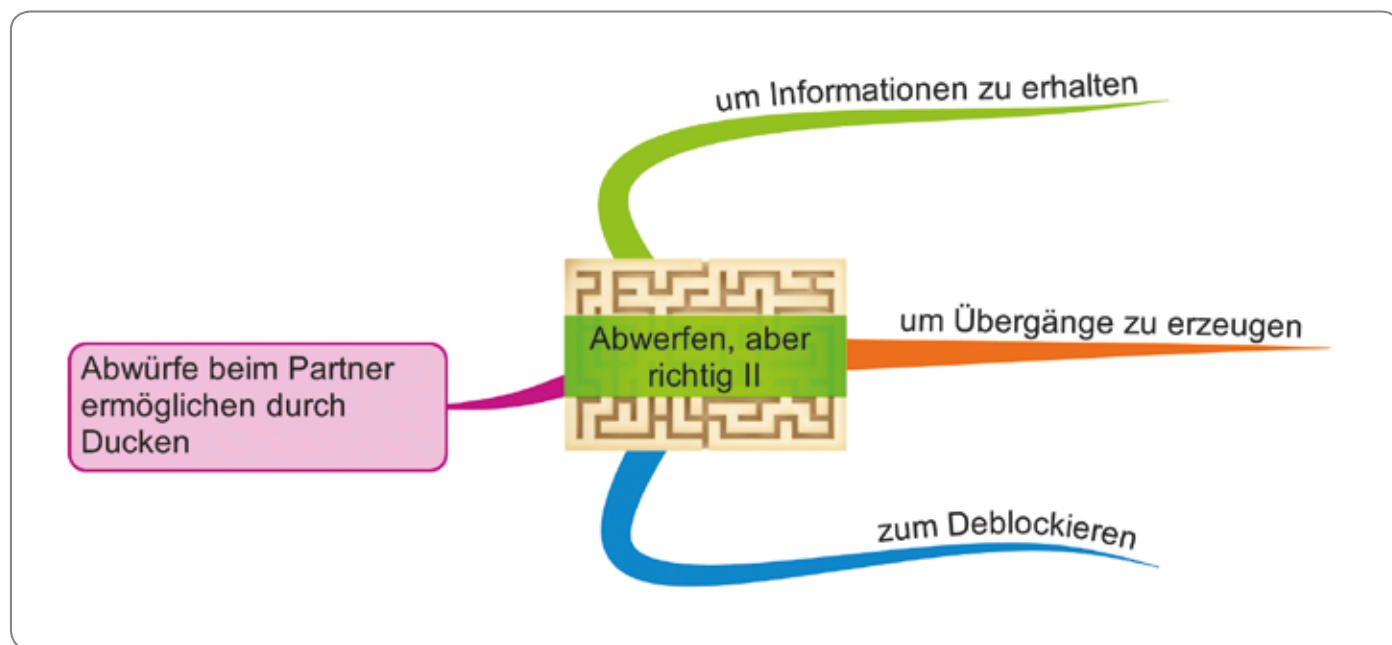 um Informationen zu erhalten
um Übergänge zu erzeugen
Abwerfen, aber
richtig II
Abwürfe beim Partner
ermöglichen durch
Ducken
zum Deblockieren